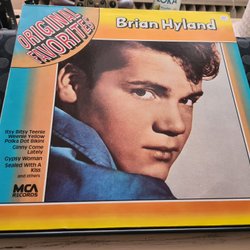 ORIGINAL
FAVORITES
Brian Hyland
Itsy Bitsy Teenie
Weenie Yellow
Polka Dot Bikini
Ginny Come
Lately
Gypsy Woman
Sealed With A
Kiss
and others
MCA
RECORDS